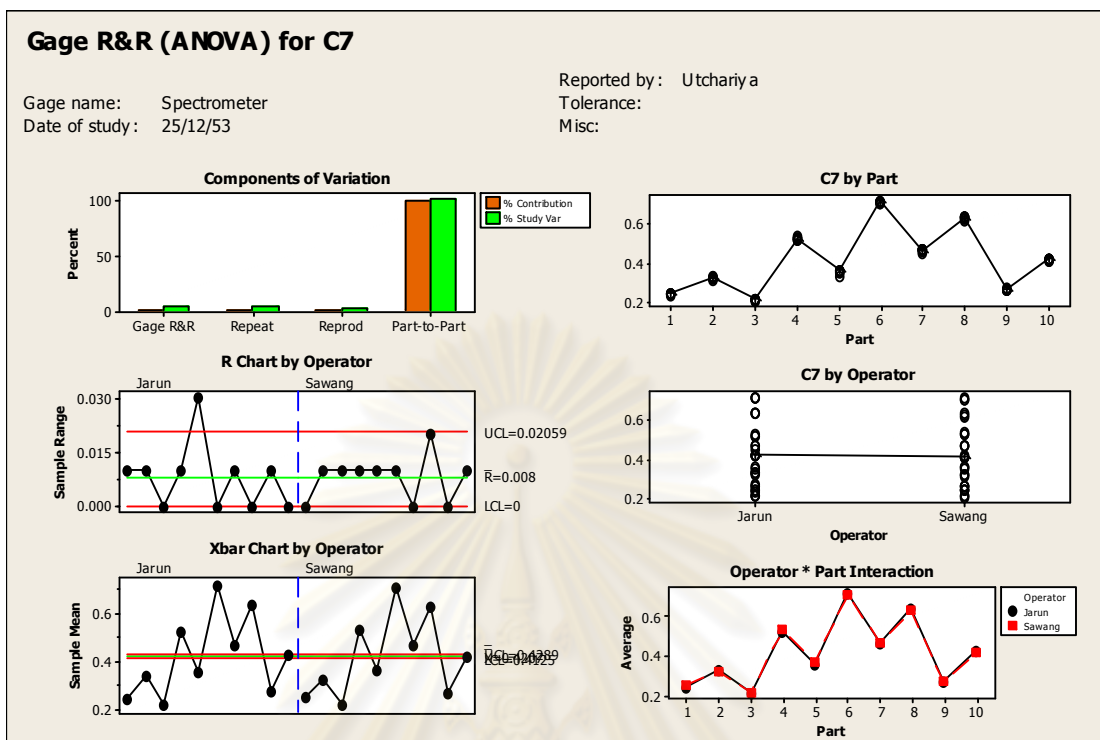 Gage R&R (ANOVA) for C7
Reported by: Utchariya
Gage name: Spectrometer
Tolerance:
Date of study: 25/12/53
Misc:
Components of Variation
100
50
0
Percent
Gage R&R Repeat Reprod Part-to-Part
% Contribution
% Study Var
C7 by Part
0.6
0.4
0.2
1 2 3 4 5 6 7 8 9 10
Part
R Chart by Operator
Jarun Sawang
0.030
0.015
0.000
Sample Range
UCL=0.02059
R=0.008
LCL=0
C7 by Operator
0.6
0.4
0.2
Jarun Sawang
Operator
Xbar Chart by Operator
Jarun Sawang
0.6
0.4
0.2
Sample Mean
UCL=0.4289
Operator * Part Interaction
0.6
0.4
0.2
Average
1 2 3 4 5 6 7 8 9 10
Part
Operator
Jarun
Sawang